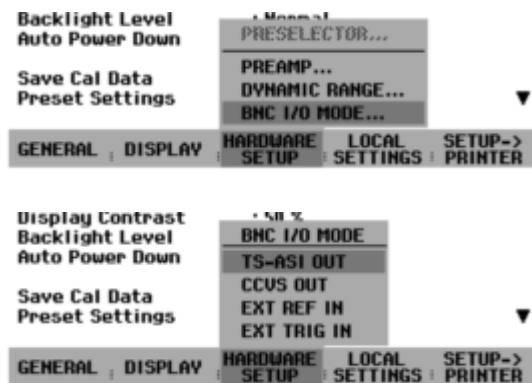 Backlight Level : Normal
Auto Power Down
PRESELECTOR...
Save Cal Data
Preset Settings
PREAMP...
DYNAMIC RANGE...
BNC I/O MODE...
GENERAL DISPLAY HARDWARE SETUP LOCAL SETTINGS SETUP-> PRINTER
Display Contrast : 50 %
Backlight Level
Auto Power Down
Save Cal Data
Preset Settings
BNC I/O MODE
TS-ASI OUT
CCVS OUT
EXT REF IN
EXT TRIG IN
GENERAL DISPLAY HARDWARE SETUP LOCAL SETTINGS SETUP-> PRINTER